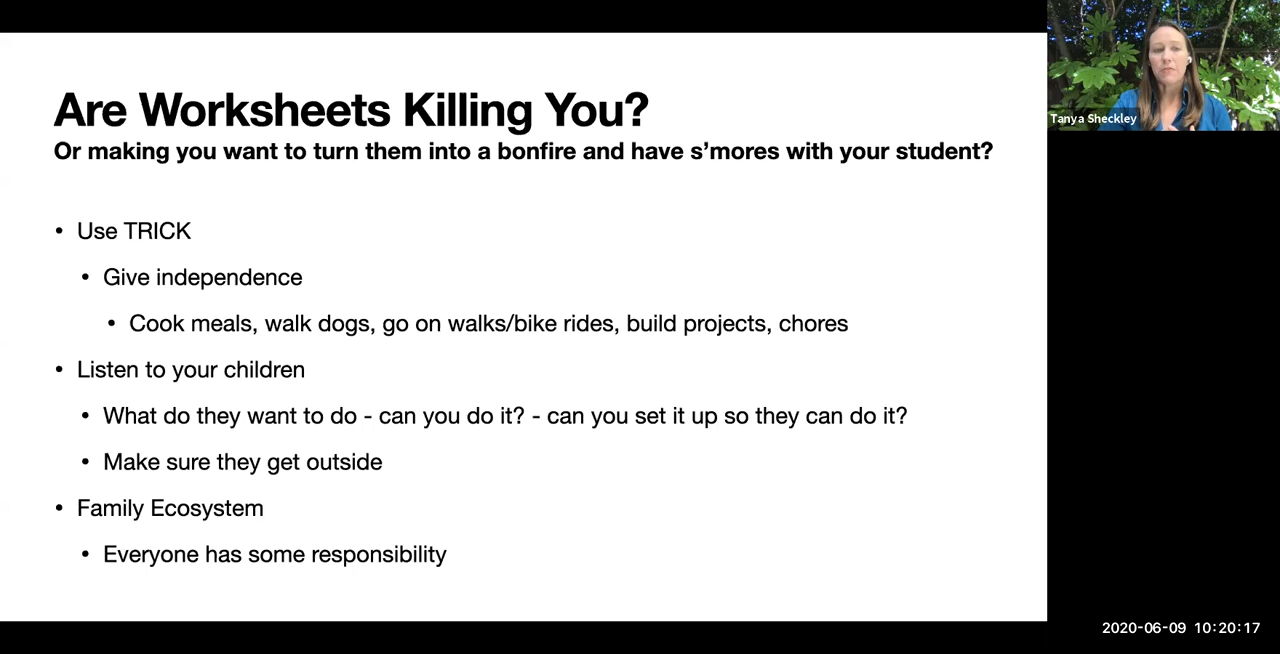 Are Worksheets Killing You?
Or making you want to turn them into a bonfire and have s’mores with your student?
• Use TRICK
• Give independence
• Cook meals, walk dogs, go on walks/bike rides, build projects, chores
• Listen to your children
• What do they want to do - can you do it? - can you set it up so they can do it?
• Make sure they get outside
• Family Ecosystem
• Everyone has some responsibility
Tanya Sheckley
2020-06-09 10:20:17